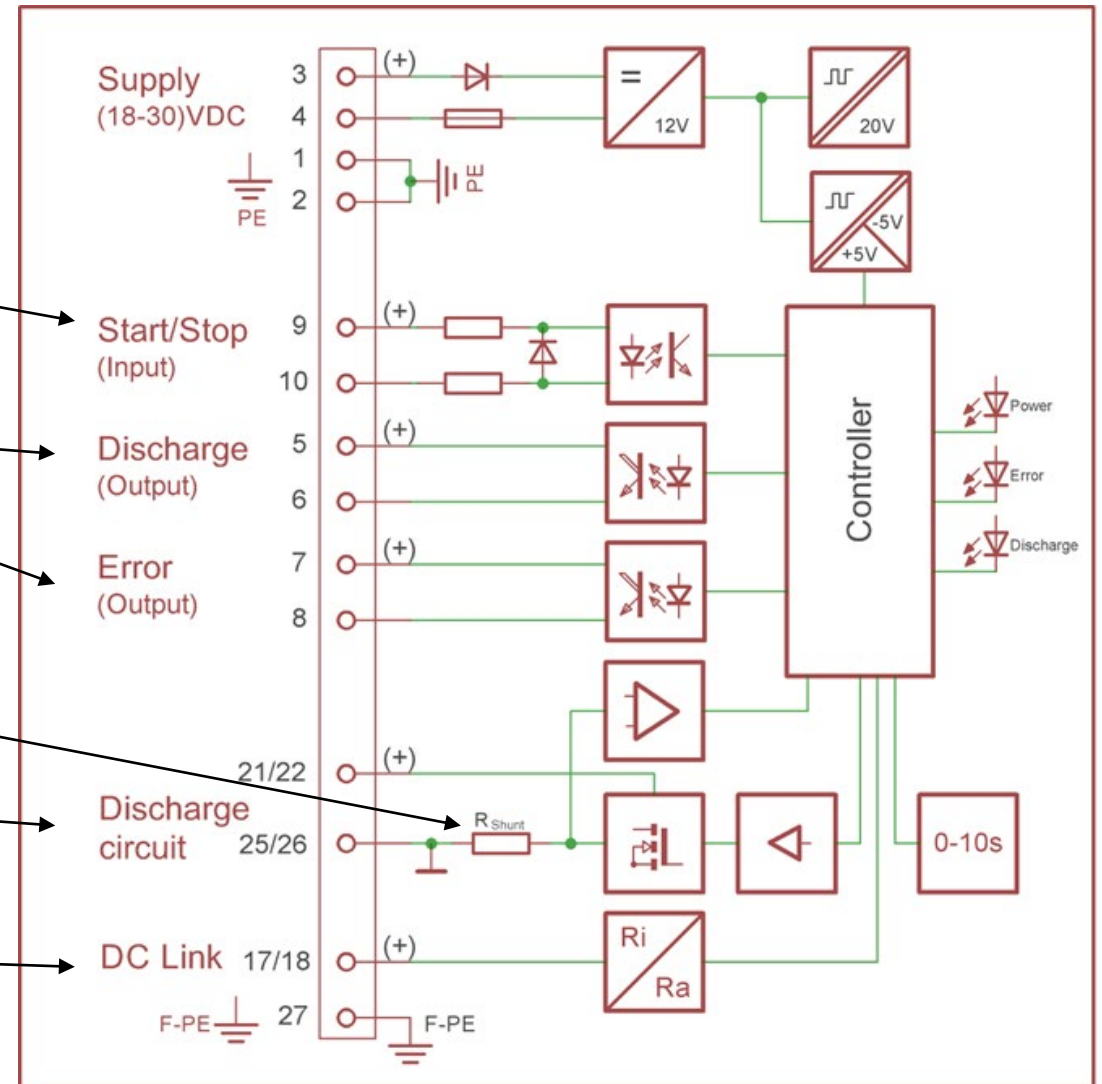 Supply
(18-30)VDC
3
(+)
4
1
2
PE
PE
=
12V
20V
-5V
+5V
Start/Stop
(Input)
9
(+)
10
Discharge
(Output)
5
(+)
6
Error
(Output)
7
(+)
8
Controller
Power
Error
Discharge
21/22
(+)
Discharge
circuit
25/26
R Shunt
0-10s
DC Link
17/18
(+)
Ri
Ra
F-PE
27
F-PE